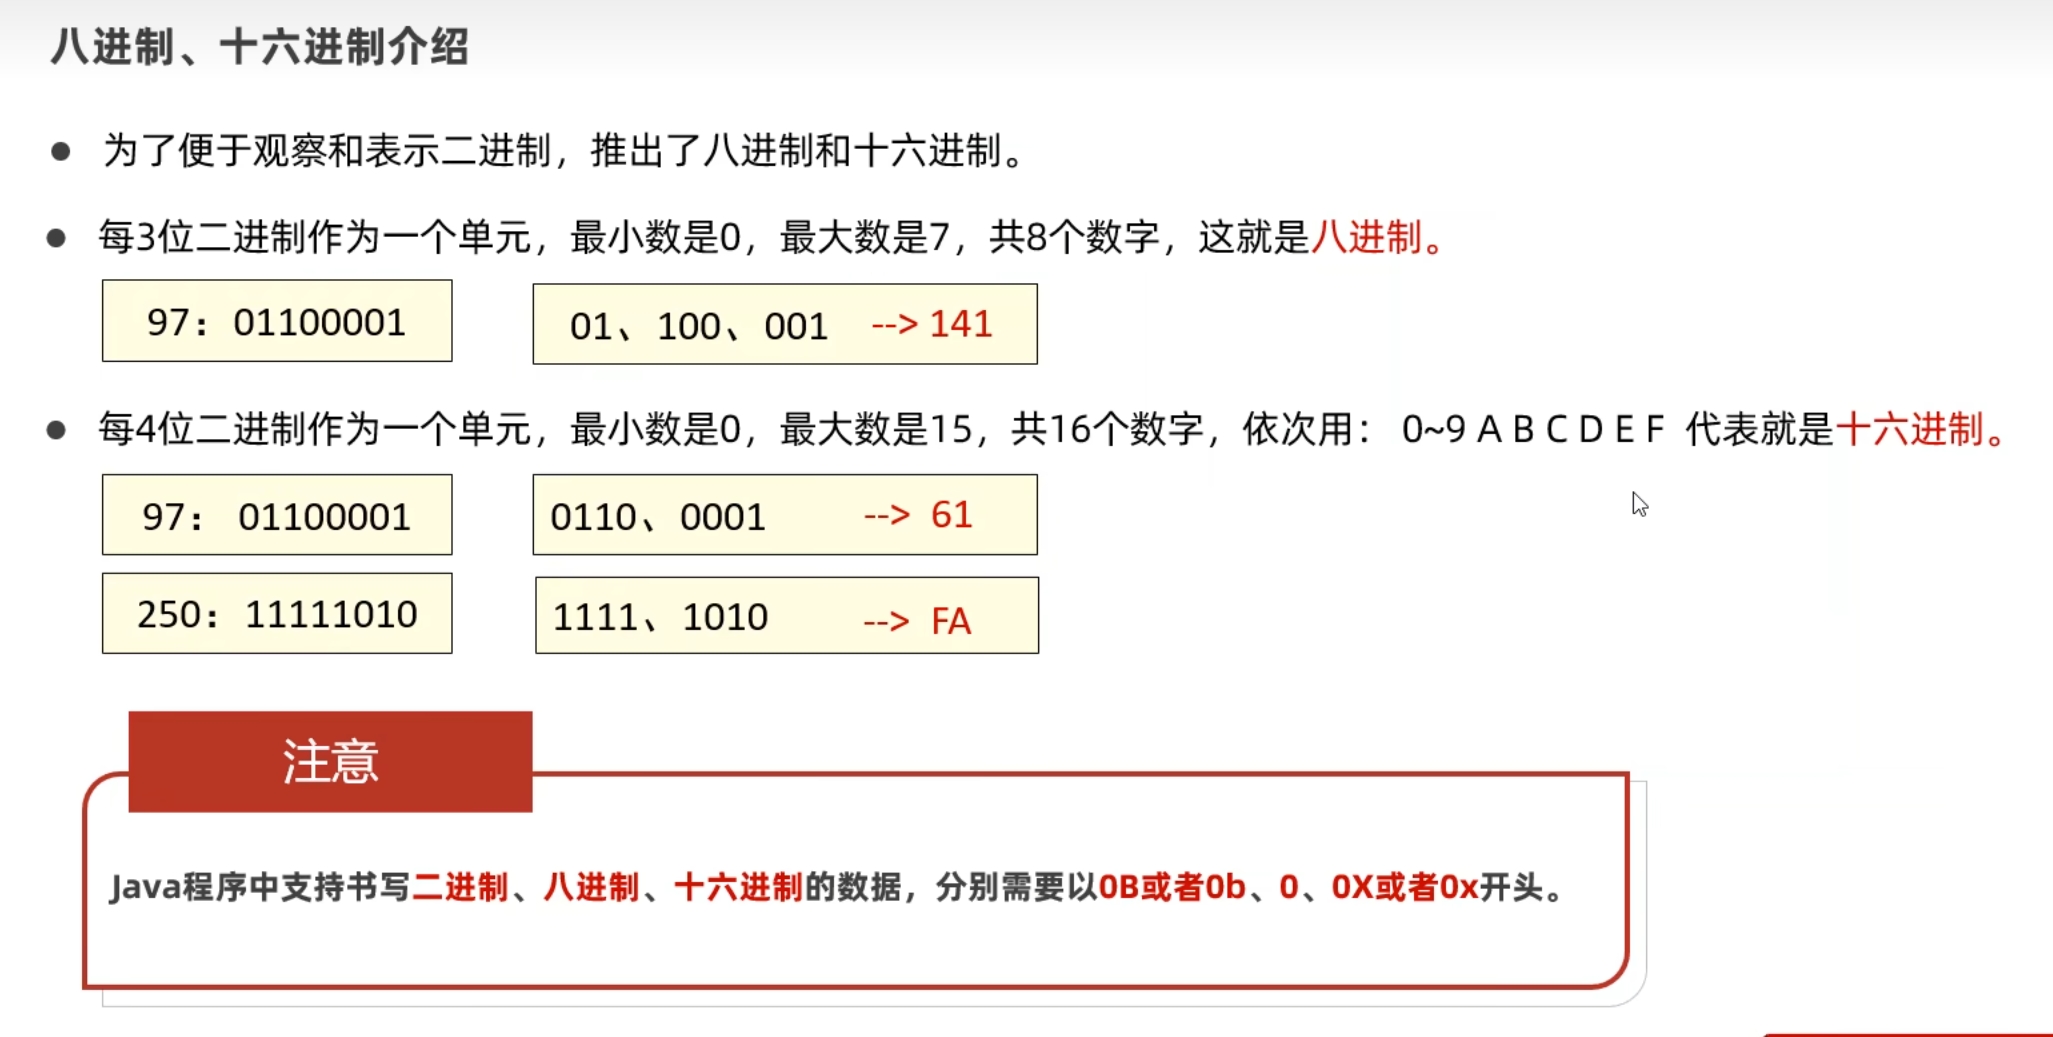 八进制、十六进制介绍
为了便于观察和表示二进制，推出了八进制和十六进制。
每3位二进制作为一个单元，最小数是0，最大数是7，共8个数字，这就是八进制。
97：01100001
01、100、001 --> 141
每4位二进制作为一个单元，最小数是0，最大数是15，共16个数字，依次用： 0~9 A B C D E F 代表就是十六进制。
97： 01100001
0110、0001 --> 61
250：11111010
1111、1010 --> FA
注意
Java程序中支持书写二进制、八进制、十六进制的数据，分别需要以0B或者0b、0、0X或者0x开头。